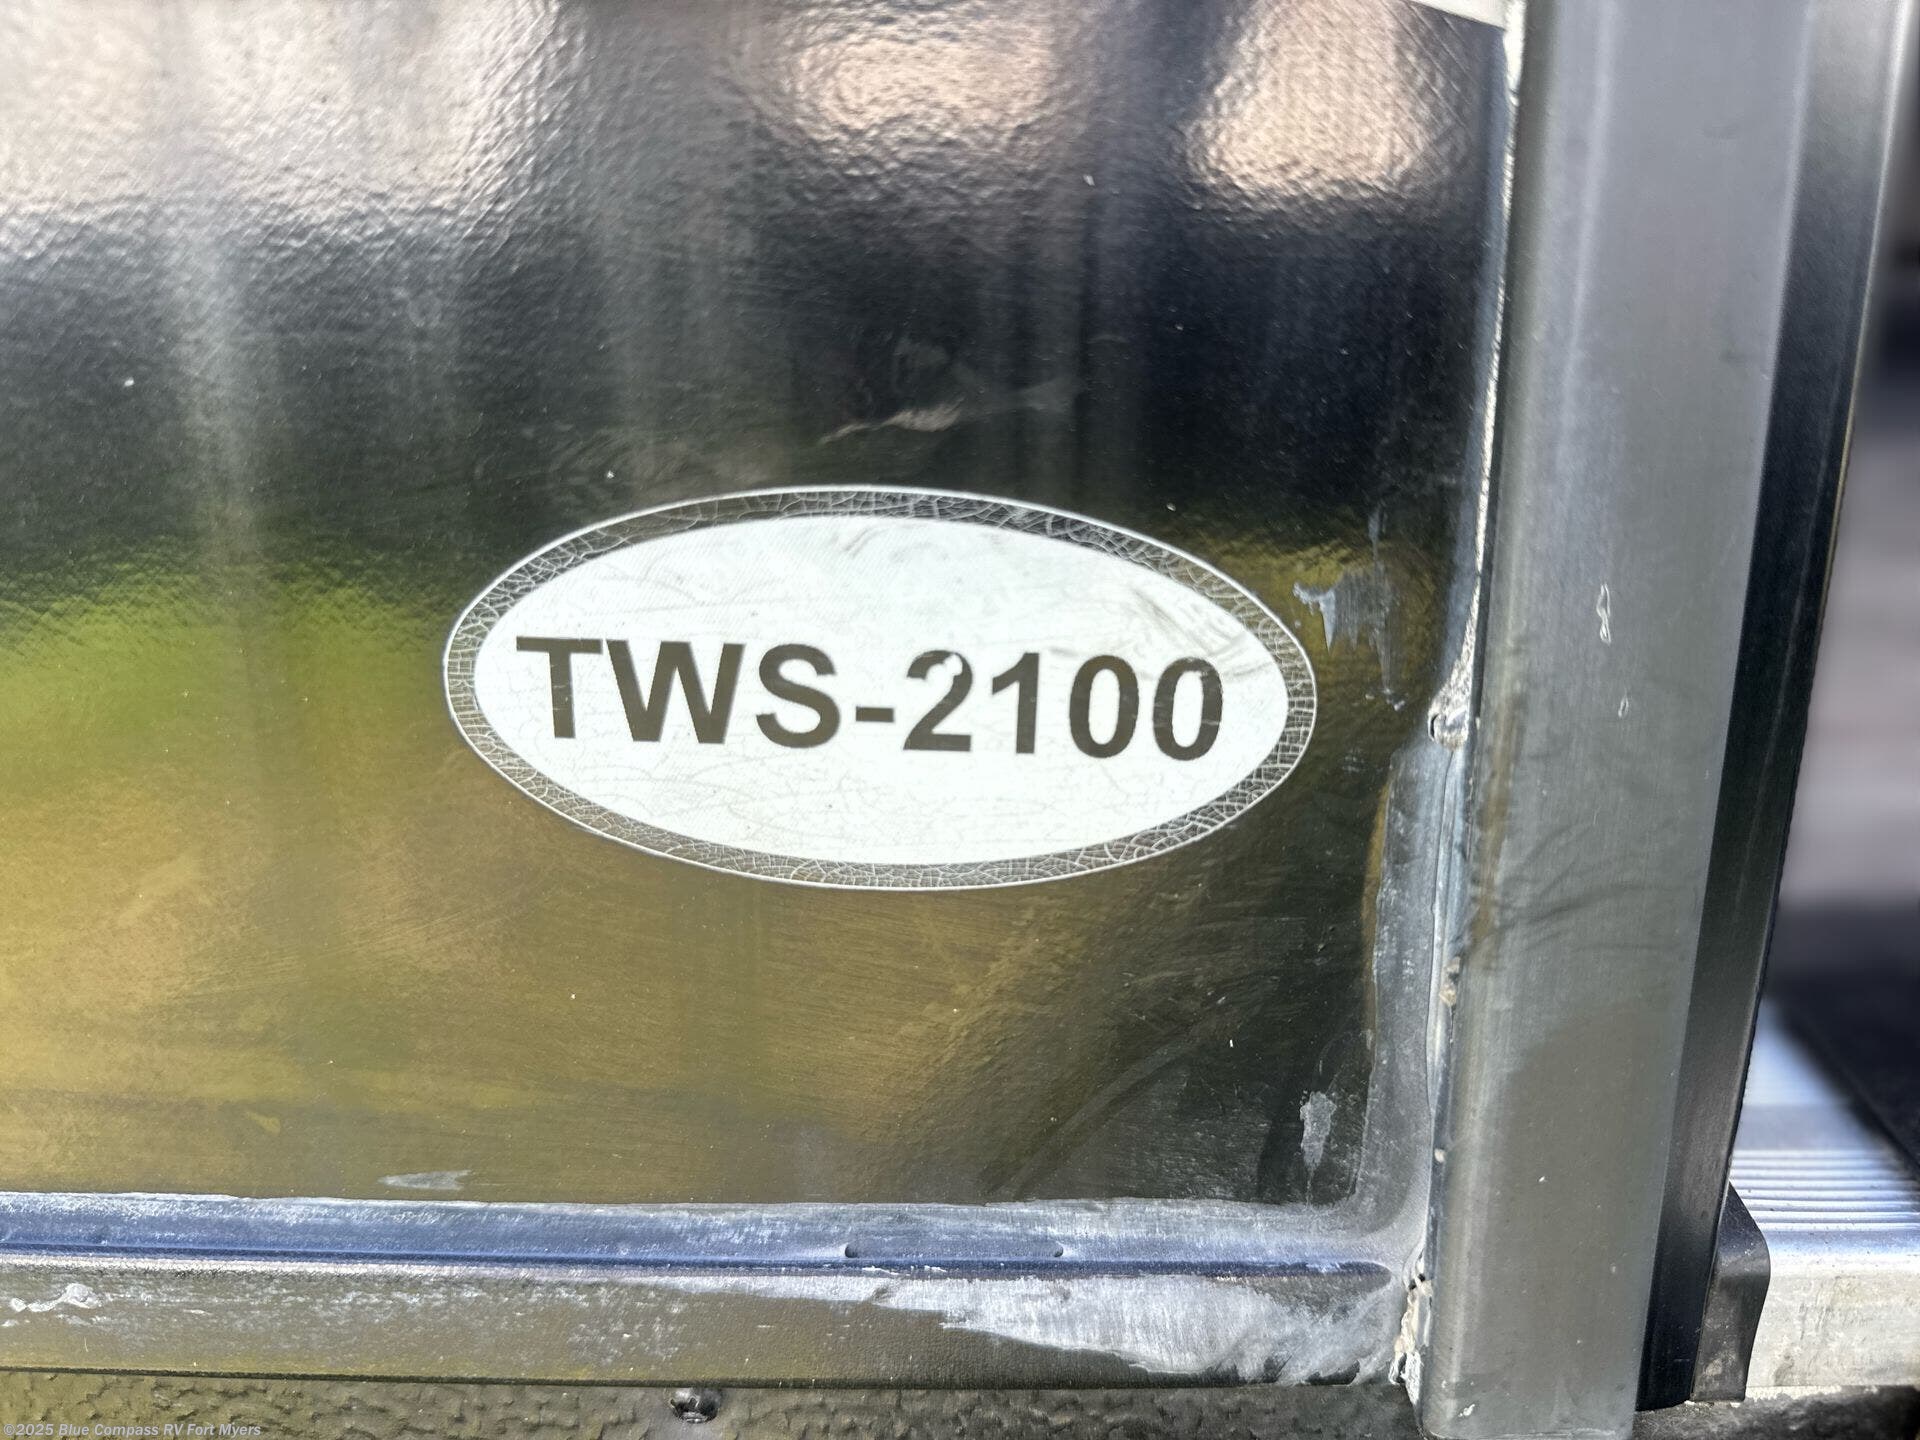 TWS-2100
©2025 Blue Compass RV Fort Myers